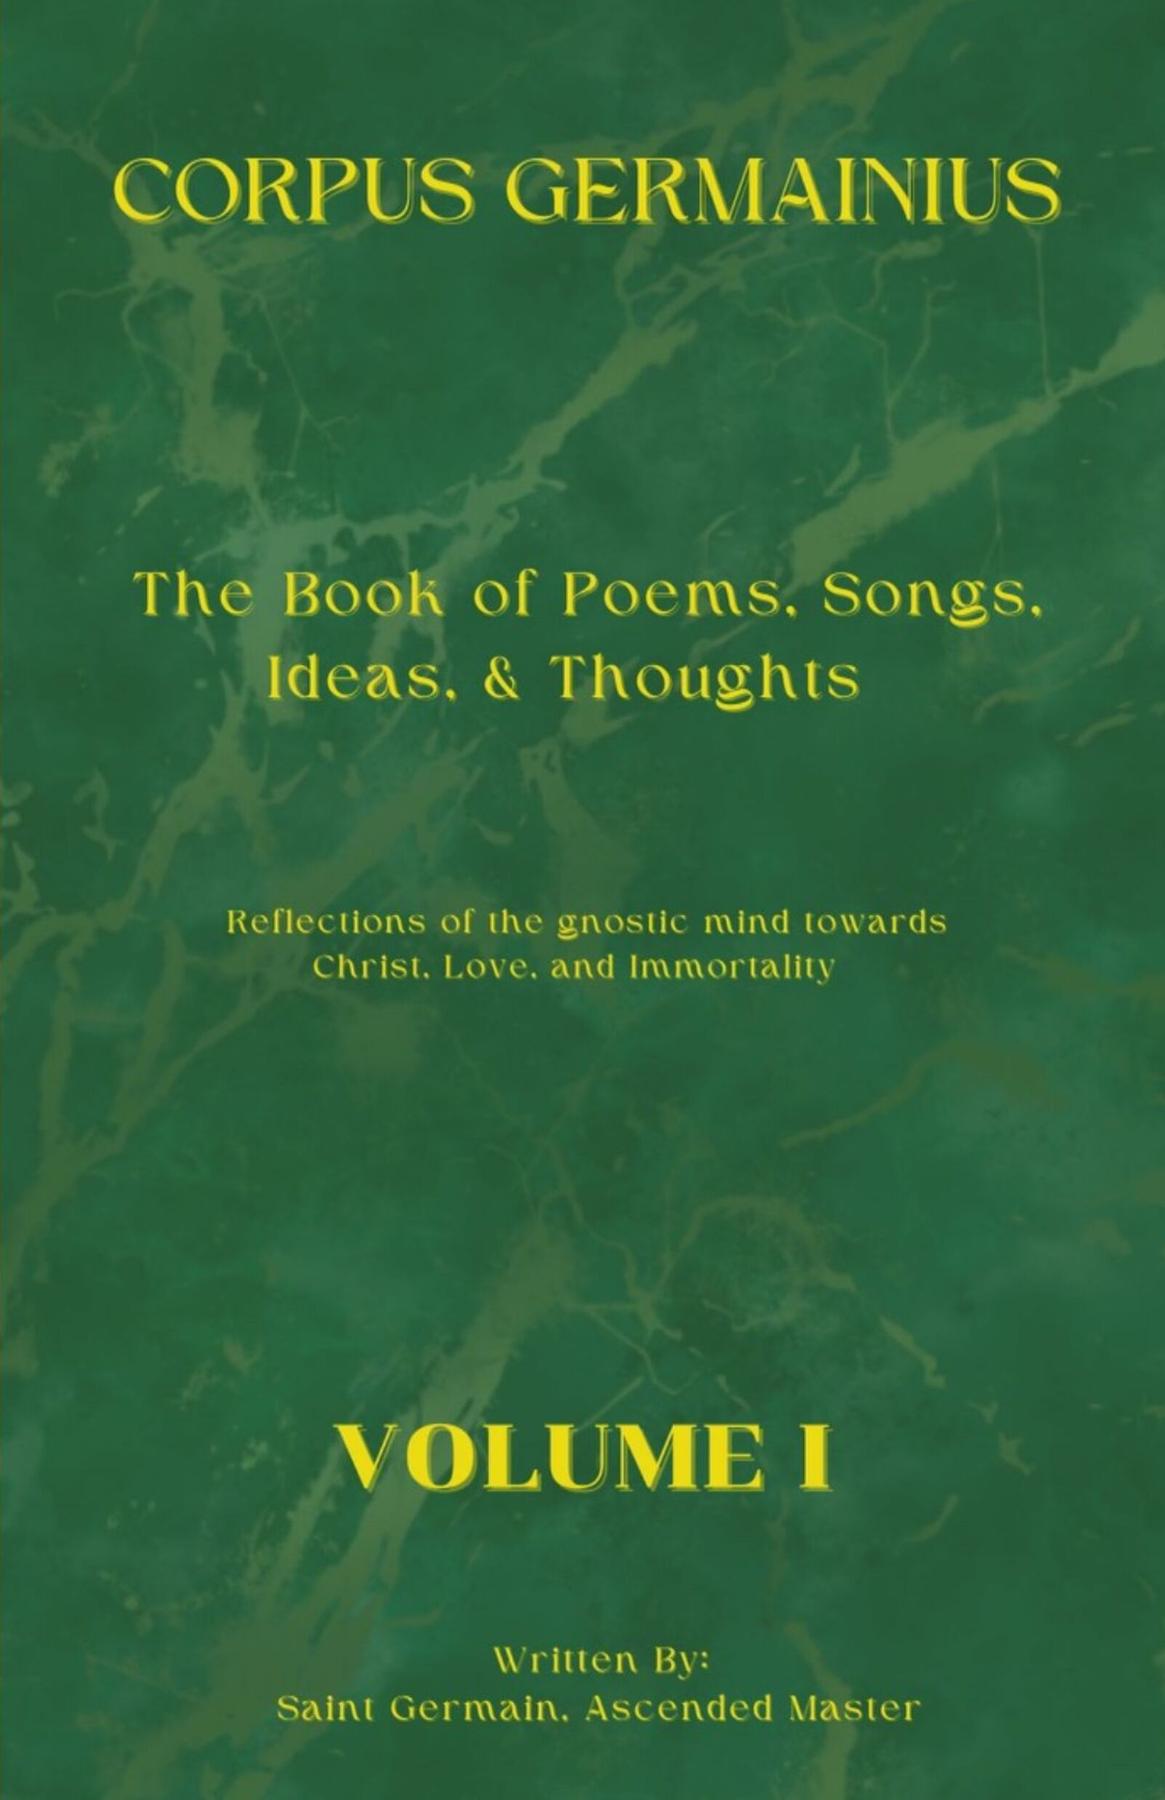 CORPUS GERMAINIUS
The Book of Poems, Songs,
Ideas, & Thoughts
Reflections of the gnostic mind towards
Christ, Love, and Immortality
VOLUME I
Written By:
Saint Germain, Ascended Master